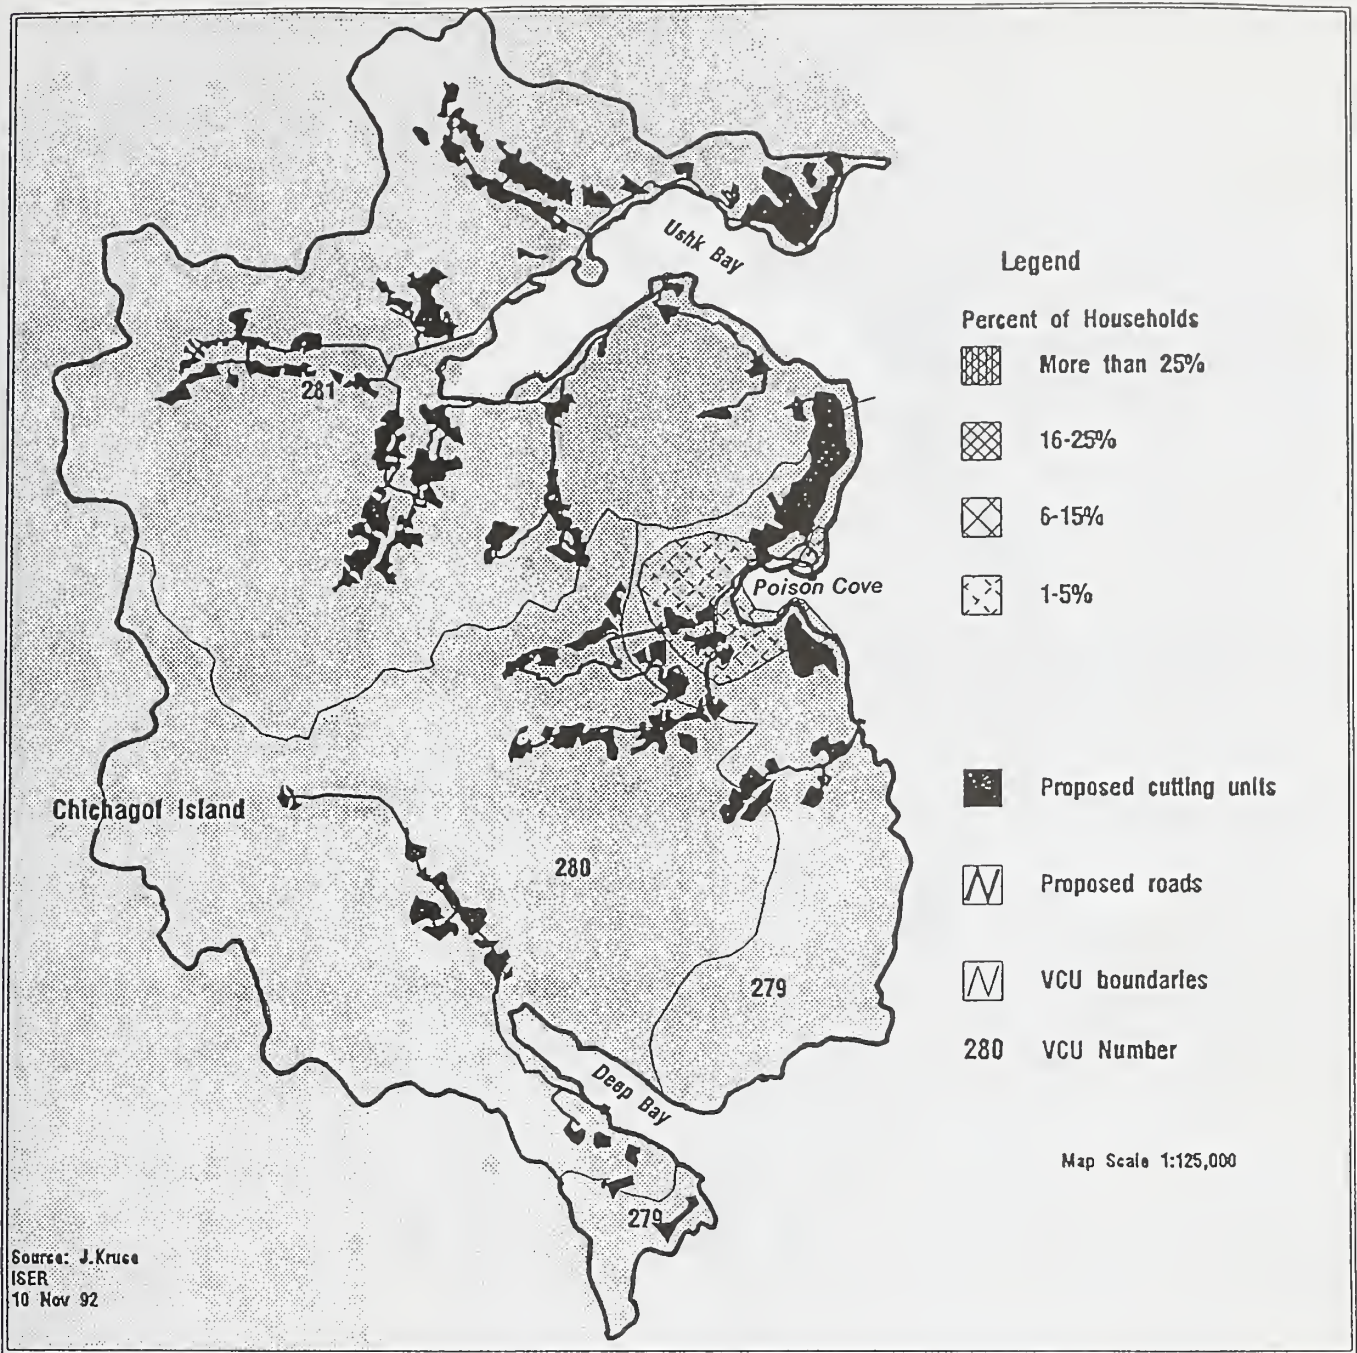 Ushk Bay
281
Poison Cove
Chichagof Island
280
279
Deep Bay
279
Source: J.Kruse
ISER
10 Nov 92
Legend
Percent of Households
More than 25%
16-25%
6-15%
1-5%
Proposed cutting units
Proposed roads
VCU boundaries
280 VCU Number
Map Scale 1:125,000